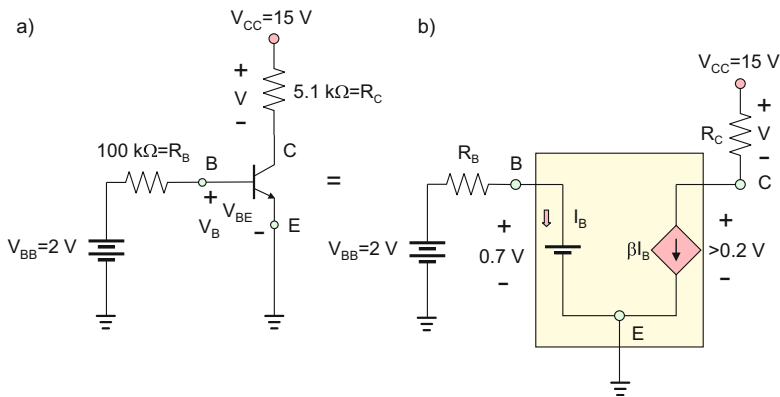 a)
V_CC=15 V
+
V
-
5.1 kΩ=R_C
100 kΩ=R_B
B
C
+
V_BE
-
E
V_B
V_BB=2 V
=
b)
V_CC=15 V
+
R_C
V
-
R_B
B
C
I_B
+
0.7 V
-
+
βI_B
>0.2 V
-
V_BB=2 V
E